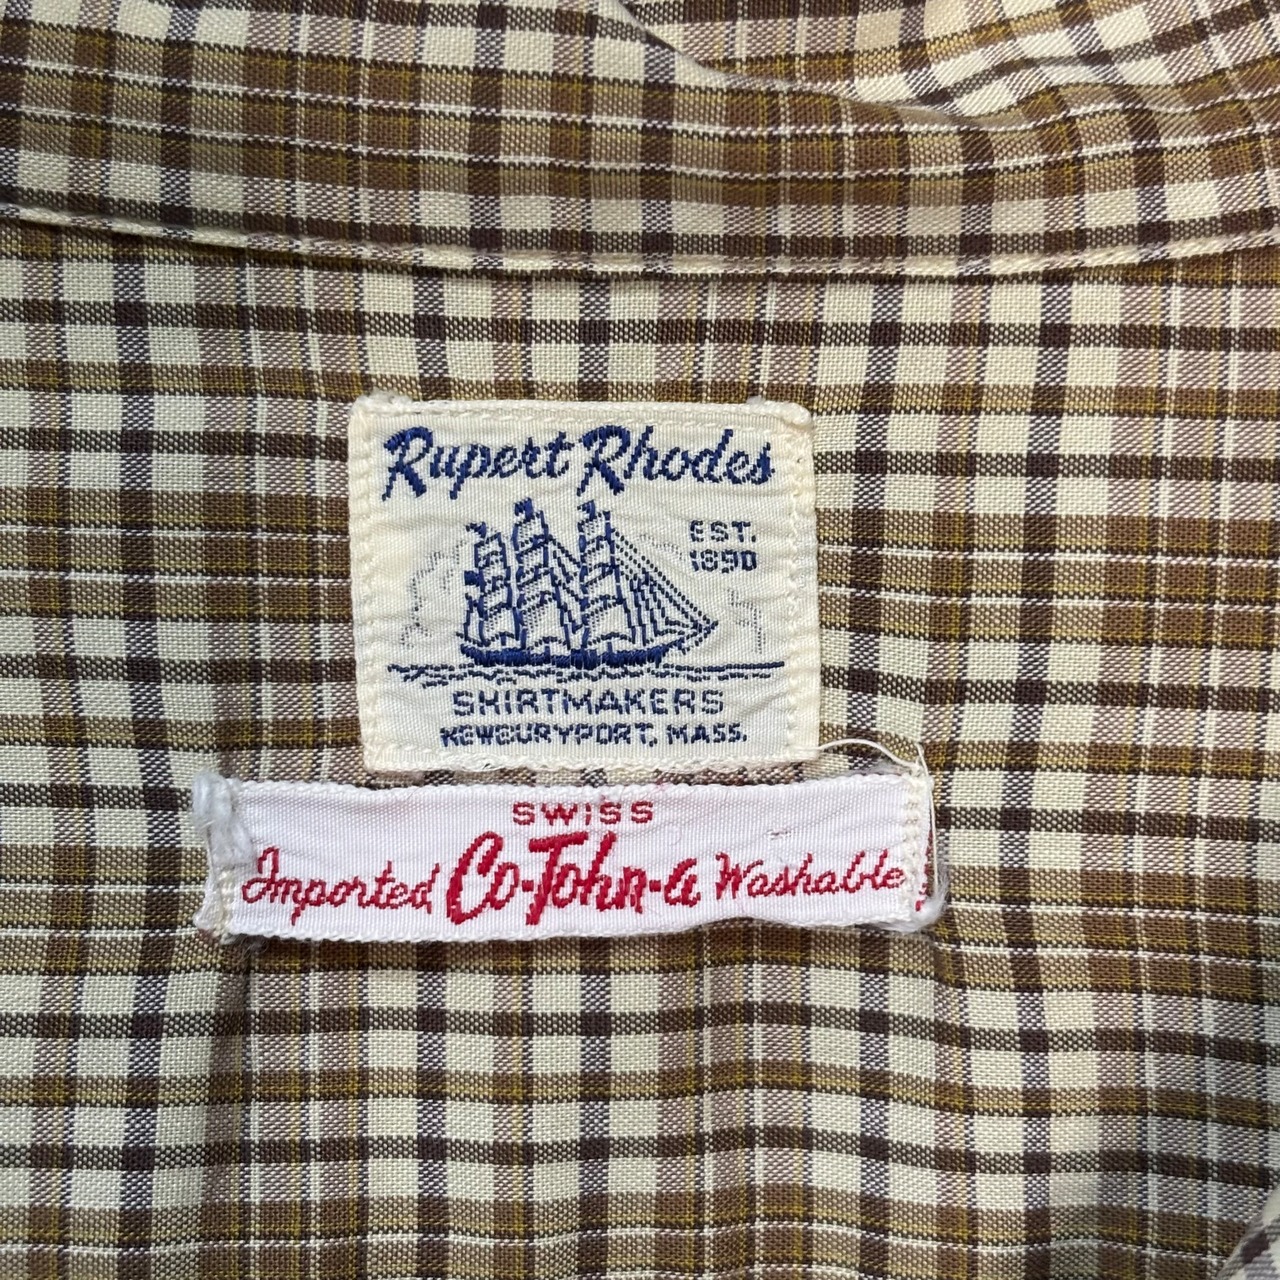 Rupert Rhodes
EST.
1890
SHIRTMAKERS
NEWBURYPORT, MASS.
SWISS
Imported Co-John-a Washable